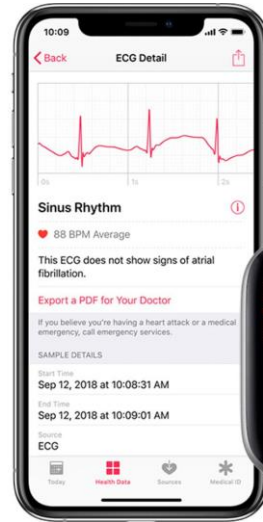 10:09
Back
ECG Detail
0s
1s
2s
Sinus Rhythm
88 BPM Average
This ECG does not show signs of atrial
fibrillation.
Export a PDF for Your Doctor
If you believe you're having a heart attack or a medical
emergency, call emergency services.
SAMPLE DETAILS
Start Time
Sep 12, 2018 at 10:08:31 AM
End Time
Sep 12, 2018 at 10:09:01 AM
Source
ECG
Today
Health Data
Sources
Medical ID